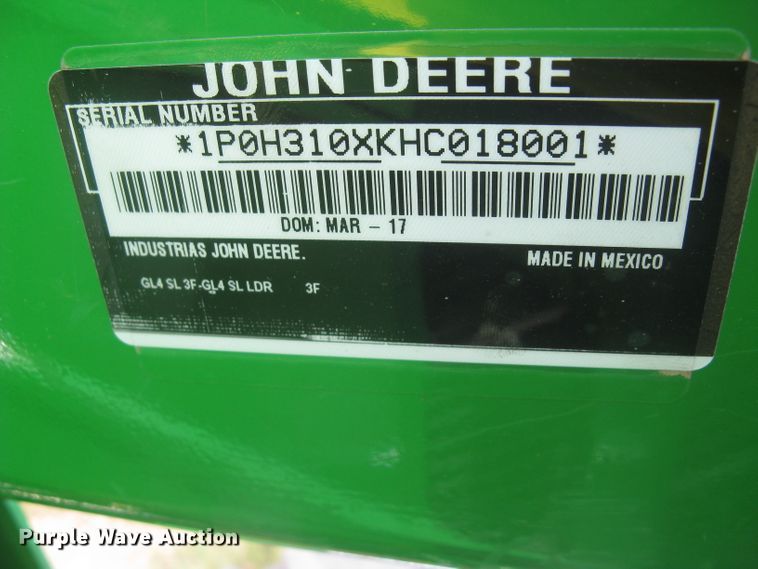 JOHN DEERE
SERIAL NUMBER
*1P0H310XKHC018001*
DOM: MAR - 17
INDUSTRIAS JOHN DEERE.
MADE IN MEXICO
GL4 SL 3F-GL4 SL LDR 3F
Purple Wave Auction